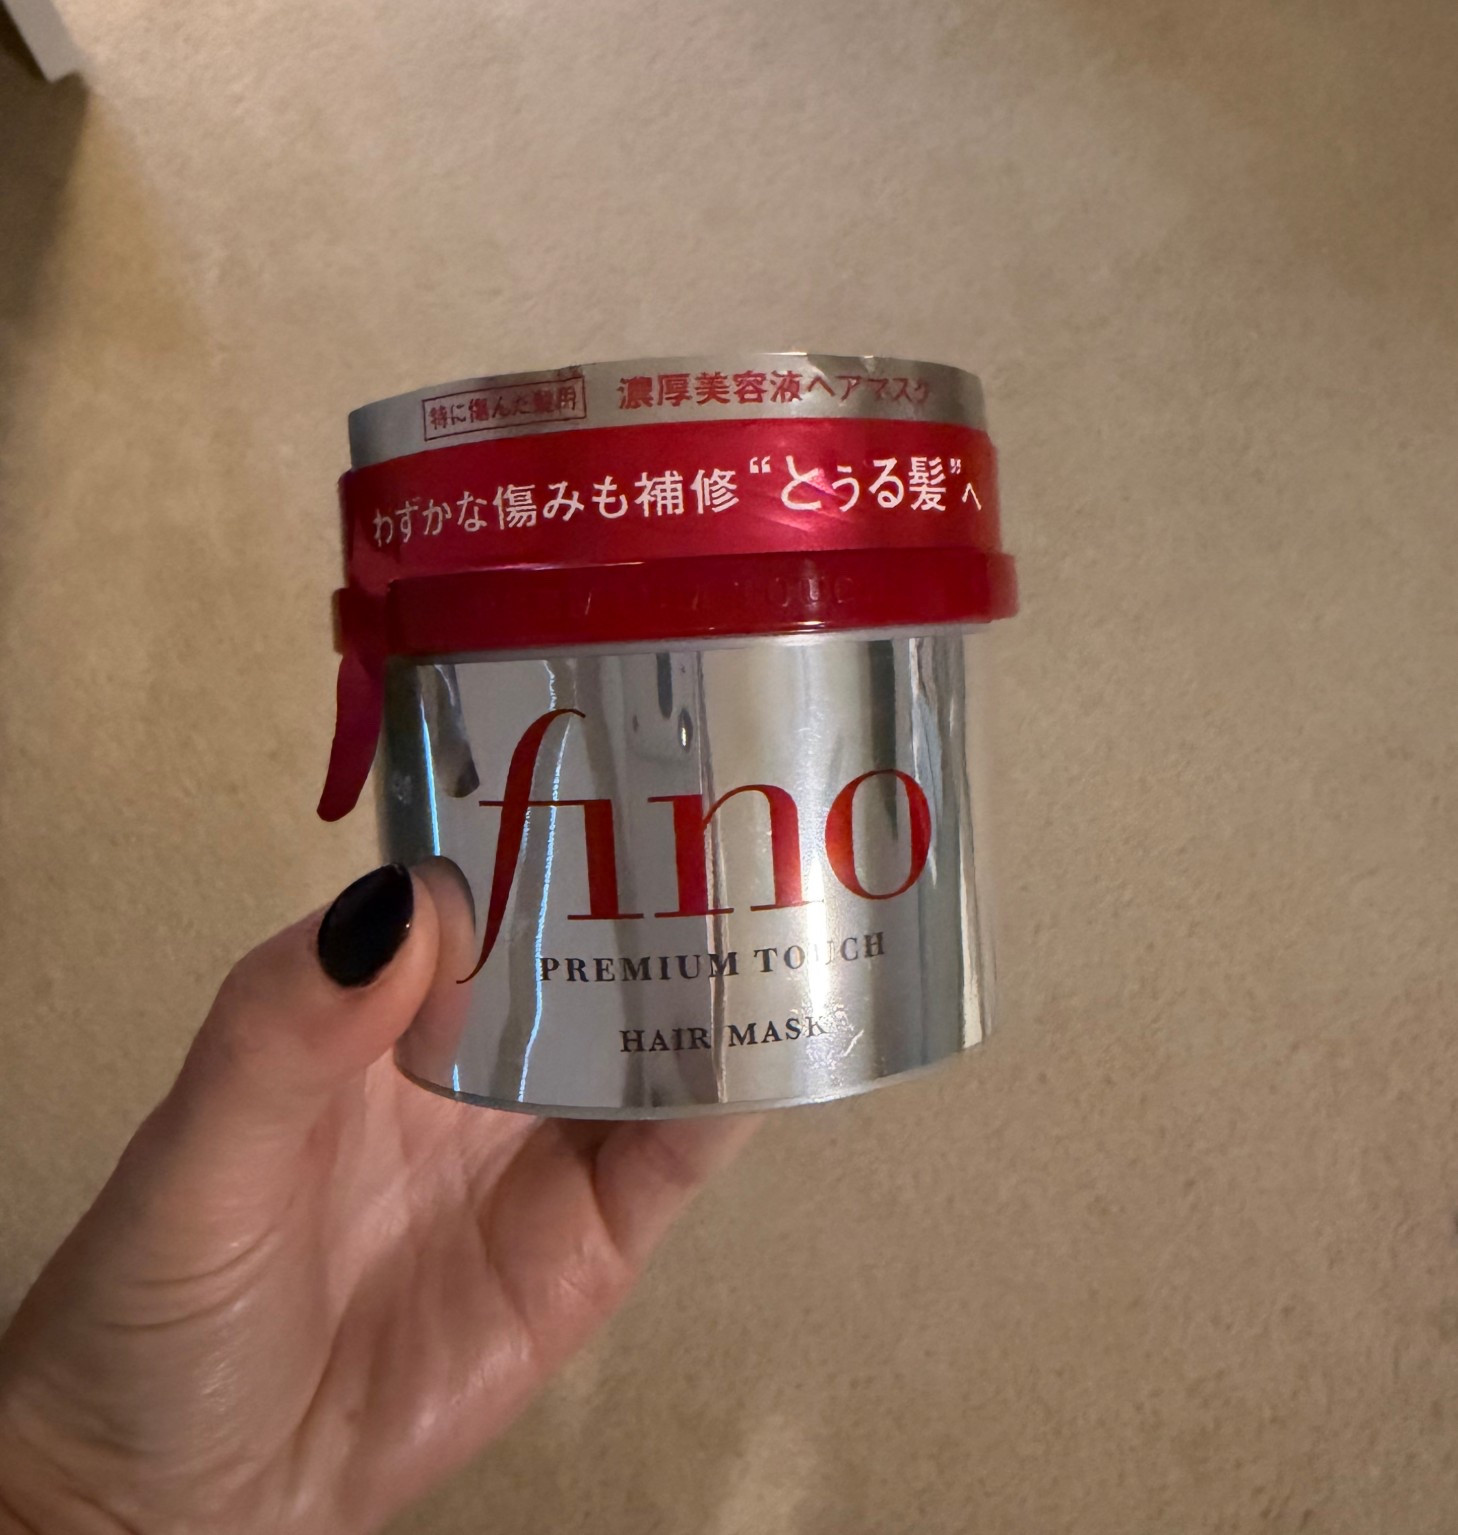 特に傷んだ髪用
濃厚美容液ヘアマスク
わずかな傷みも補修“とぅる髪”へ
fino
PREMIUM TOUCH
HAIR MASK